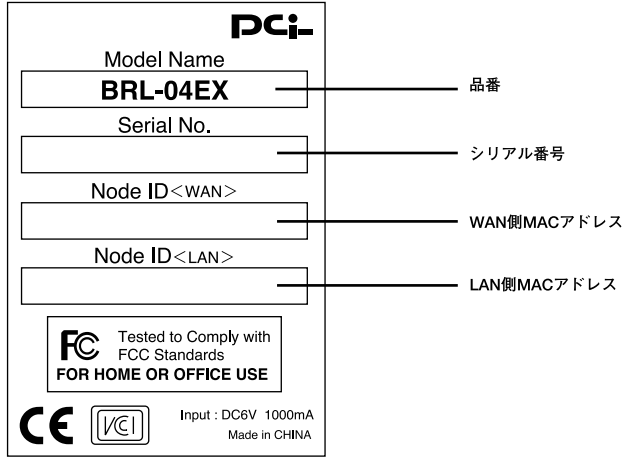 PCi
Model Name
BRL-04EX
品番
Serial No.
シリアル番号
Node ID<WAN>
WAN側MACアドレス
Node ID<LAN>
LAN側MACアドレス
FC
Tested to Comply with
FCC Standards
FOR HOME OR OFFICE USE
CE
VCI
Input : DC6V 1000mA
Made in CHINA